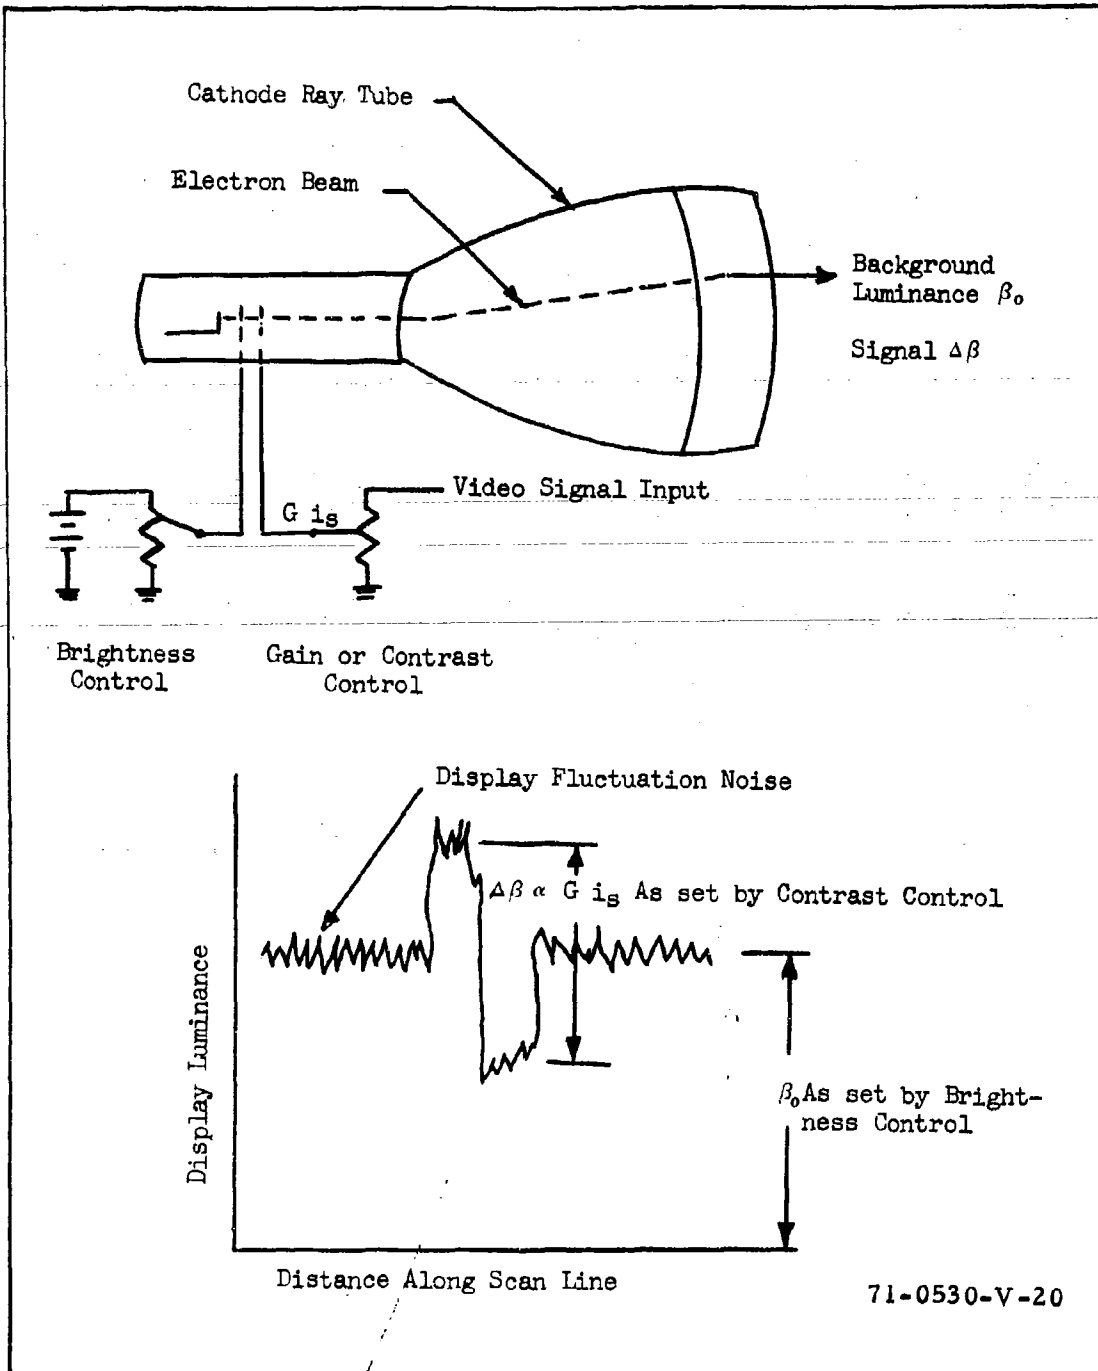 Cathode Ray Tube
Electron Beam
Background
Luminance β₀
Signal Δβ
Video Signal Input
G iₛ
Brightness
Control
Gain or Contrast
Control
Display Fluctuation Noise
Δβ α G iₛ As set by Contrast Control
Display Luminance
β₀ As set by Bright-
ness Control
Distance Along Scan Line
71-0530-V-20